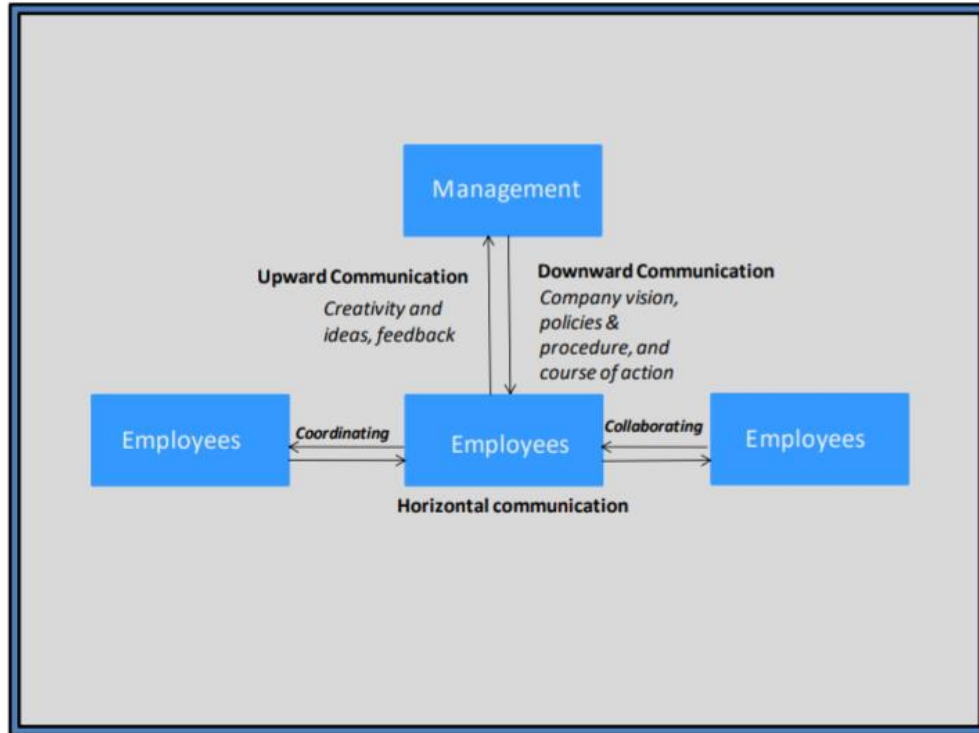 Management
Upward Communication
Creativity and
ideas, feedback
Downward Communication
Company vision,
policies &
procedure, and
course of action
Employees
Coordinating
Employees
Collaborating
Employees
Horizontal communication